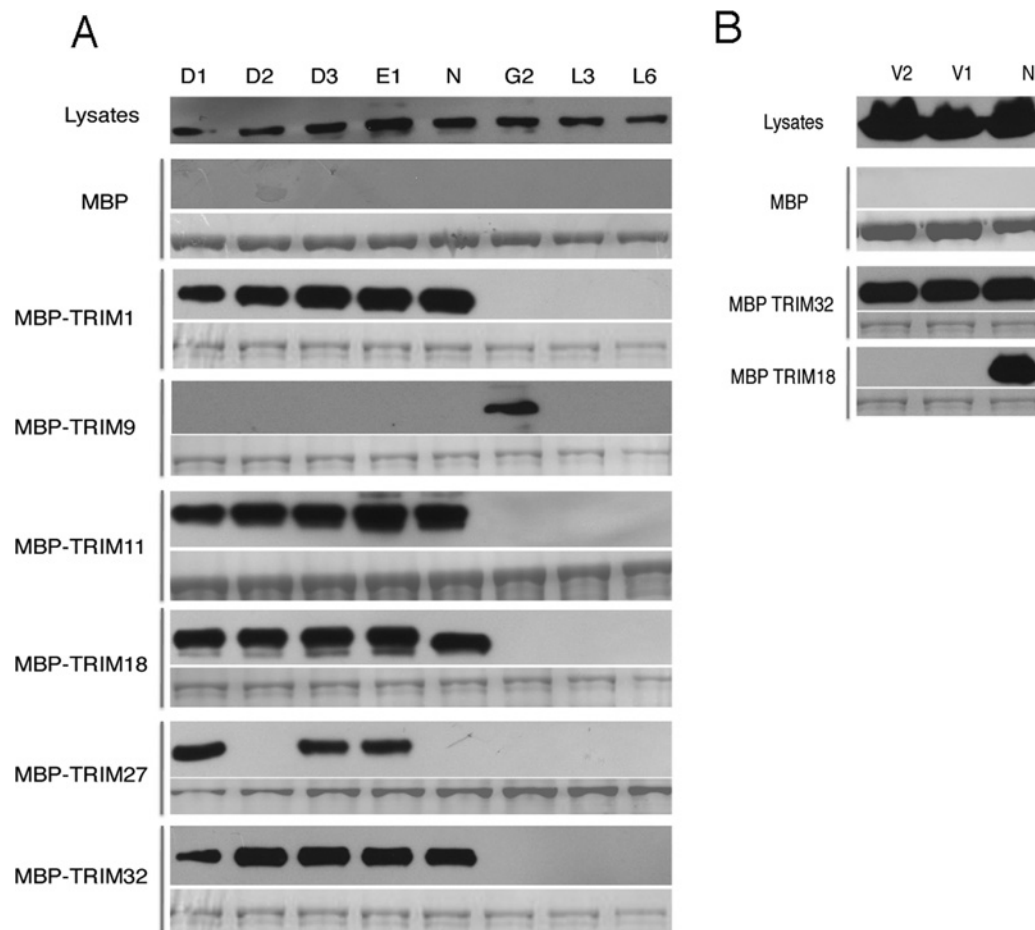 A
D1 D2 D3 E1 N G2 L3 L6
Lysates
MBP
MBP-TRIM1
MBP-TRIM9
MBP-TRIM11
MBP-TRIM18
MBP-TRIM27
MBP-TRIM32
B
V2 V1 N
Lysates
MBP
MBP TRIM32
MBP TRIM18